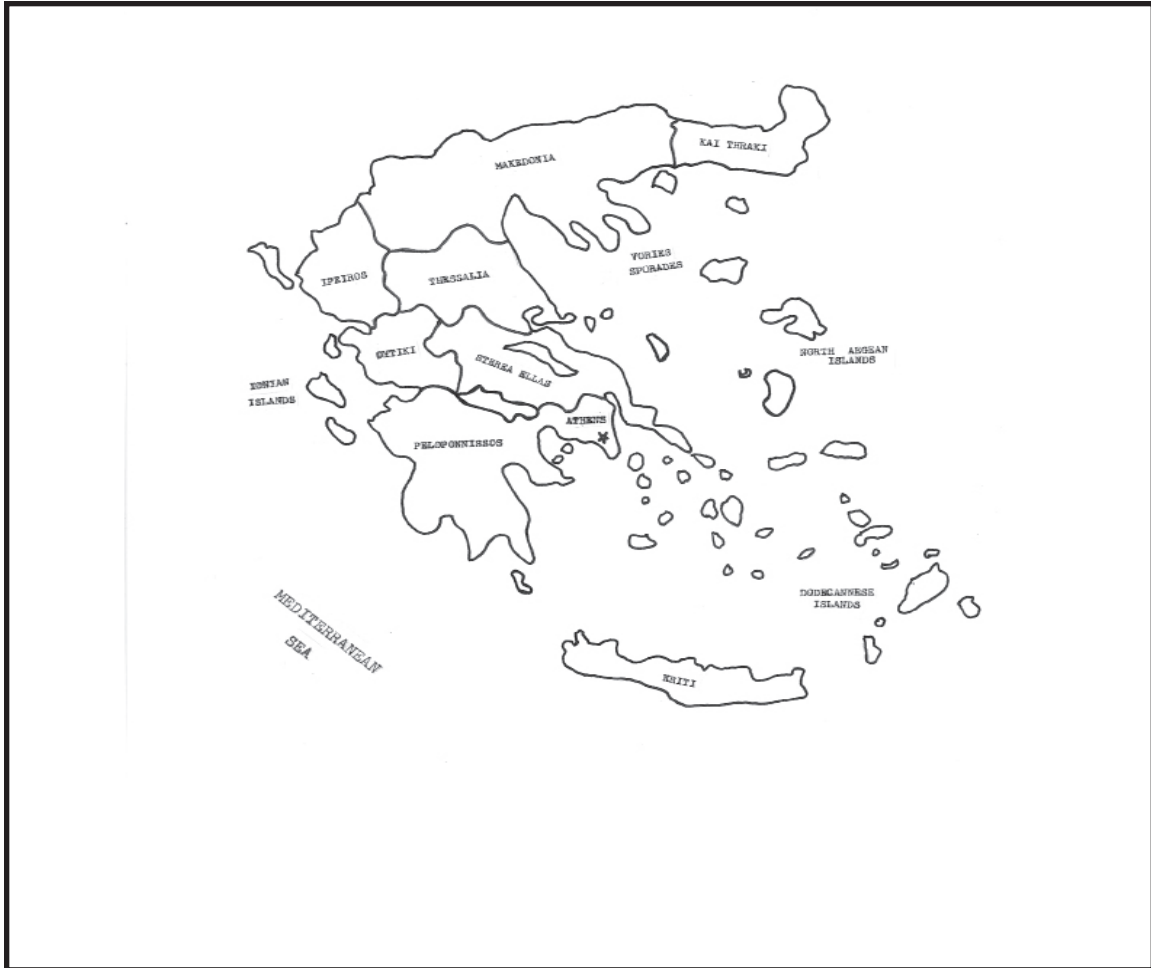 KAI THRAKI
MAKEDONIA
VORIES
SPORADES
IPEIROS
THESSALIA
NORTH AEGEAN
ISLANDS
STEREA ELLAS
IONIAN
ISLANDS
ATHENS
PELOPONNISSOS
DODECANNESE
ISLANDS
MEDITERRANEAN
SEA
KRITI